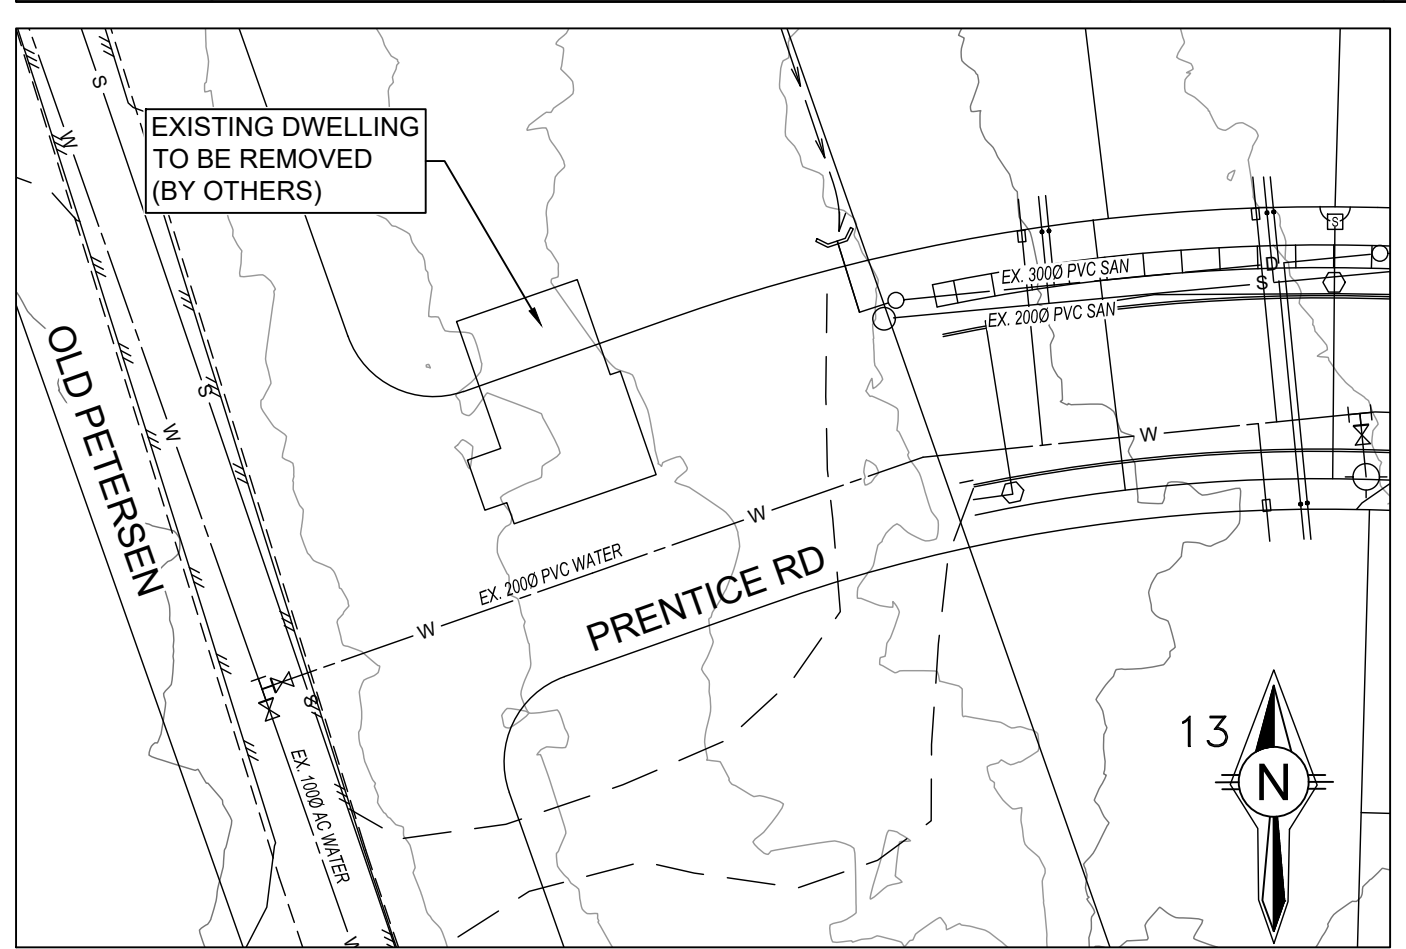 S
W
EXISTING DWELLING
TO BE REMOVED
(BY OTHERS)
S
EX. 300Ø PVC SAN
D
S
EX. 200Ø PVC SAN
OLD PETERSEN
S
W
W
W
EX. 200Ø PVC WATER
PRENTICE RD
W
S
EX. 100Ø AC WATER
13
N
W